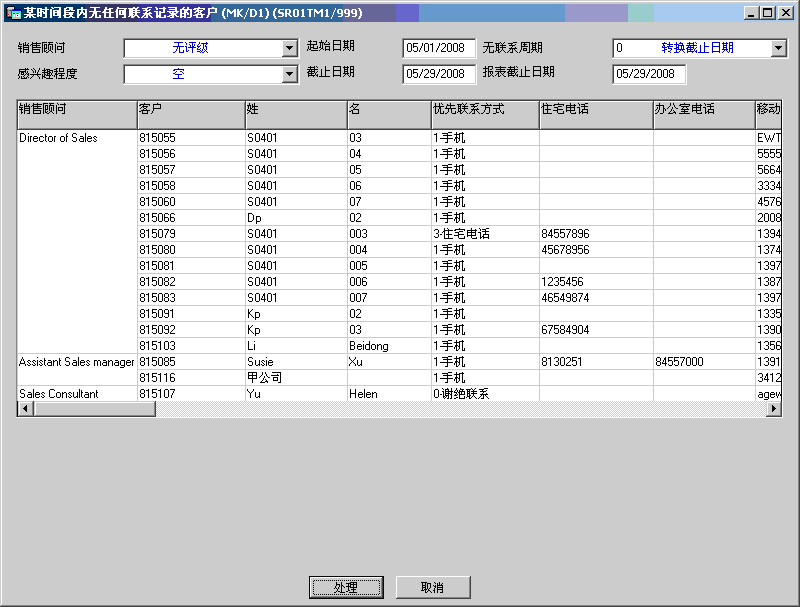 某时间段内无任何联系记录的客户 (MK/D1) (SR01TM1/999)
销售顾问 无评级 起始日期 05/01/2008 无联系周期 0 转换截止日期
感兴趣程度 空 截止日期 05/29/2008 报表截止日期 05/29/2008
销售顾问 客户 姓 名 优先联系方式 住宅电话 办公室电话 移动
Director of Sales 815055 S0401 03 1-手机 EWT
815056 S0401 04 1-手机 5555
815057 S0401 05 1-手机 5664
815058 S0401 06 1-手机 3334
815060 S0401 07 1-手机 4576
815066 Dp 02 1-手机 2008
815079 S0401 003 3-住宅电话 84557896 1394
815080 S0401 004 1-手机 45678956 1374
815081 S0401 005 1-手机 1397
815082 S0401 006 1-手机 1235456 1387
815083 S0401 007 1-手机 46549874 1397
815091 Kp 02 1-手机 1335
815092 Kp 03 1-手机 67584904 1390
815103 Li Beidong 1-手机 1356
Assistant Sales manager 815085 Susie Xu 1-手机 8130251 84557000 1391
815116 甲公司 1-手机 3412
Sales Consultant 815107 Yu Helen 0-谢绝联系 agew
处理 取消